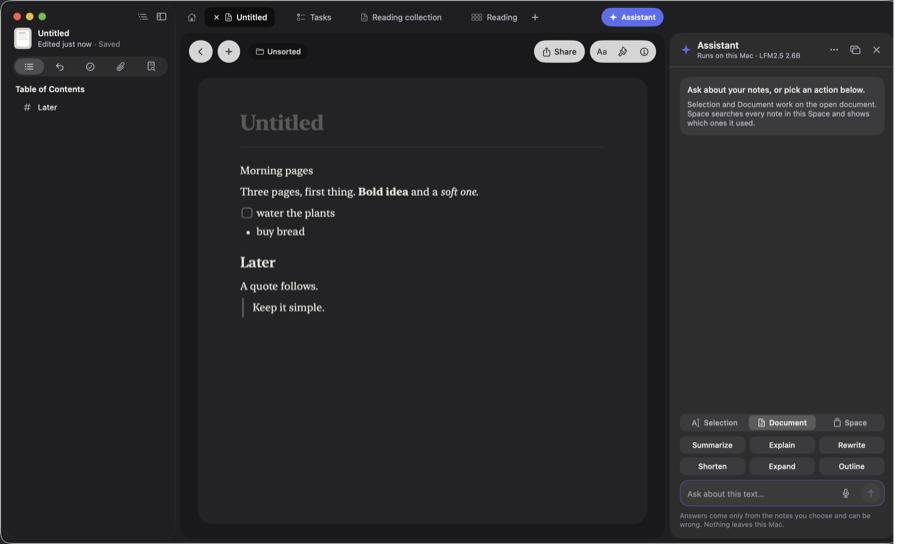 Untitled
Edited just now · Saved
Table of Contents
# Later
Untitled
Tasks
Reading collection
Reading
Assistant
Unsorted
Share
Aa
Untitled
Morning pages
Three pages, first thing. Bold idea and a soft one.
water the plants
• buy bread
Later
A quote follows.
Keep it simple.
Assistant
Runs on this Mac · LFM2.5 2.6B
Ask about your notes, or pick an action below.
Selection and Document work on the open document.
Space searches every note in this Space and shows
which ones it used.
Selection
Document
Space
Summarize
Explain
Rewrite
Shorten
Expand
Outline
Ask about this text...
Answers come only from the notes you choose and can be
wrong. Nothing leaves this Mac.